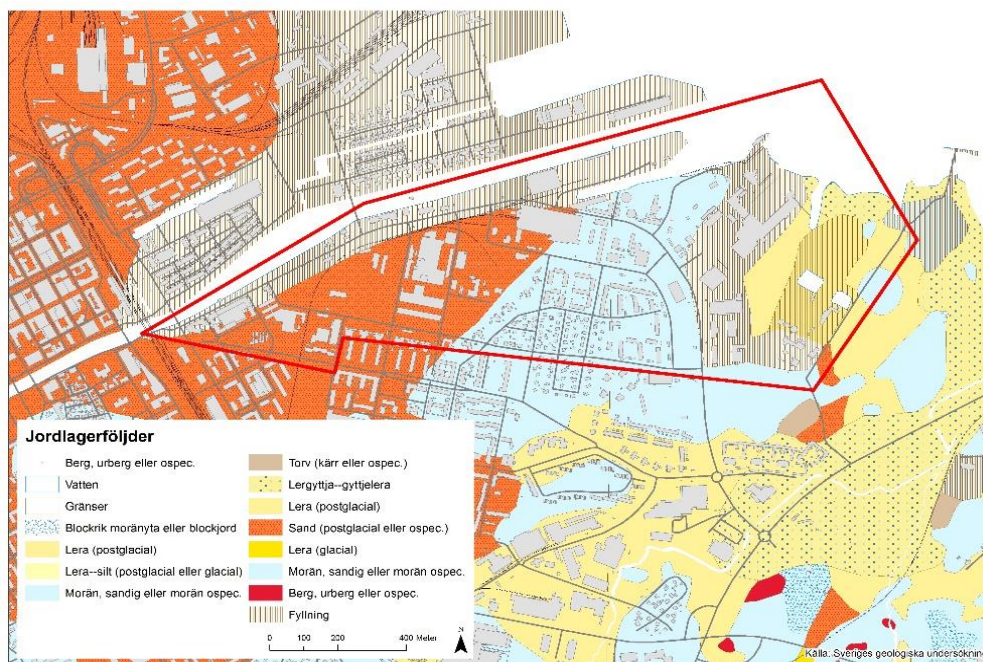 Jordlagerföljder
Berg, urberg eller ospec.
Vatten
Gränser
Blockrik moränyta eller blockjord
Lera (postglacial)
Lera--silt (postglacial eller glacial)
Morän, sandig eller morän ospec.
Torv (kärr eller ospec.)
Lergyttja--gyttjelera
Lera (postglacial)
Sand (postglacial eller ospec.)
Lera (glacial)
Morän, sandig eller morän ospec.
Berg, urberg eller ospec.
Fyllning
0 100 200 400 Meter
N
Källa: Sveriges geologiska undersöknin